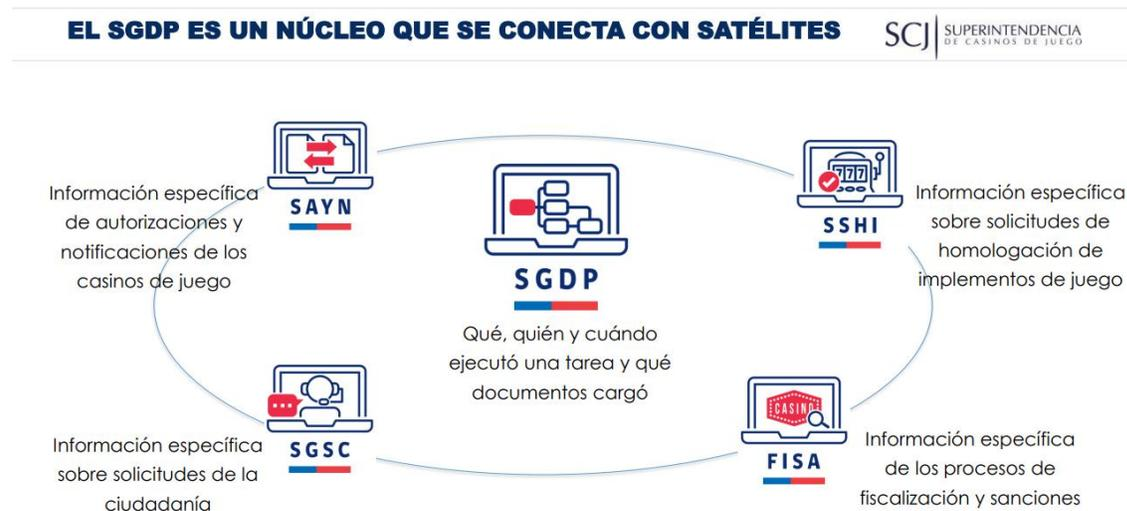 EL SGDP ES UN NÚCLEO QUE SE CONECTA CON SATÉLITES
SCJ
SUPERINTENDENCIA
DE CASINOS DE JUEGO
SAYN
Información específica
de autorizaciones y
notificaciones de los
casinos de juego
SGDP
Qué, quién y cuándo
ejecutó una tarea y qué
documentos cargó
777
SSHI
Información específica
sobre solicitudes de
homologación de
implementos de juego
SGSC
Información específica
sobre solicitudes de la
ciudadanía
CASINO
FISA
Información específica
de los procesos de
fiscalización y sanciones